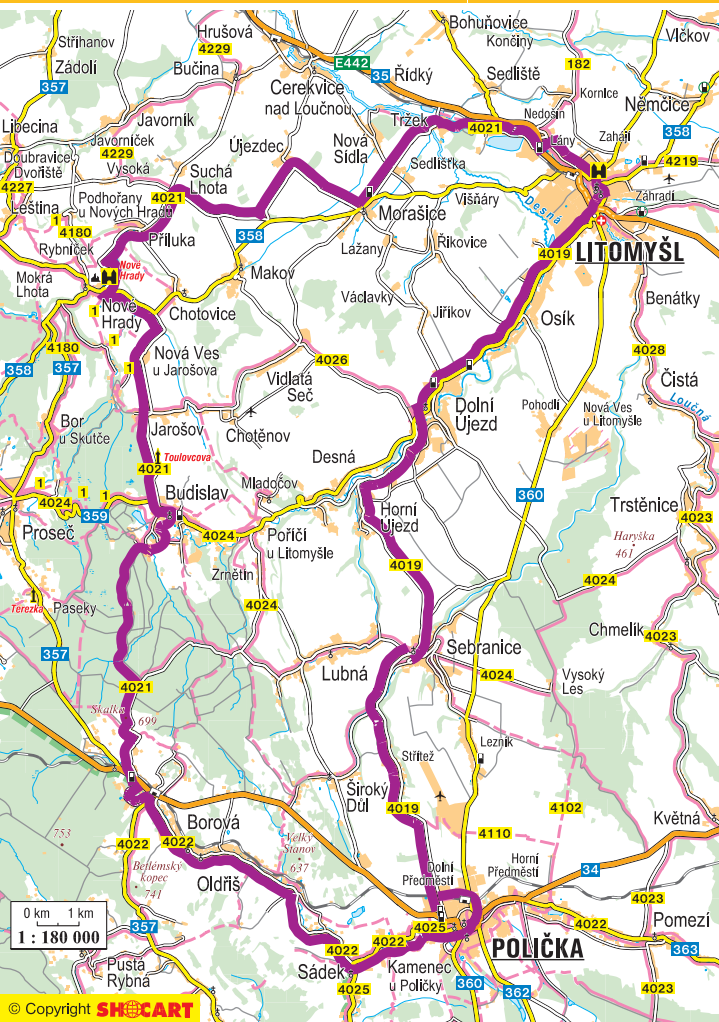 Hrušová
4229
Bohuňovice
Končiny
Vlčkov
Stříhanov
Zádolí
357
Bučina
E442
35
Řídký
Sedliště
182
Cerekvice
nad Loučnou
Kornice
Němčice
Libecina
Javorník
Tržek
4021
Nedošín
358
Javorníček
4229
Újezdec
Nová
Sídla
Lány
Zahájí
Doubravice
Dvořiště
Vysoká
Suchá
Lhota
Sedlištka
4219
4227
4021
Višňáry
Desná
Záhradí
Leština
1
Podhořany
u Nových Hradů
Morašice
4180
Příluka
358
Řikovice
4019
LITOMYŠL
Rybníček
Lažany
Mokrá
Lhota
Nové
Hrady
Makov
Benátky
Nové
Hrady
1
Chotovice
Václavky
Jiříkov
Osík
4180
1
Nová Ves
u Jarošova
4026
4028
358
357
1
Vidlatá
Seč
Čistá
Bor
u Skutče
Dolní
Újezd
Pohodlí
Nová Ves
u Litomyšle
Loučná
Jarošov
Chotěnov
Toulovcova
Desná
4021
Mladočov
1
1
1
Budislav
360
4024
359
Horní
Újezd
Trstěnice
4023
Proseč
4024
Poříčí
u Litomyšle
Haryška
461
Zrnětín
4019
4024
Terezka
Paseky
4024
Chmelík
4023
357
Lubná
Sebranice
4024
Vysoký
Les
4021
Skalka
699
Střítež
Lezník
Široký
Důl
4019
4102
Borová
Květná
753
4022
4022
Velký
Stanov
637
4110
Betlémský
kopec
741
Oldřiš
Dolní
Předměstí
Horní
Předměstí
34
0 km 1 km
1 : 180 000
357
4025
4022
4023
Pomezí
4022
4022
POLIČKA
363
Pustá
Rybná
Sádek
4025
Kamenec
u Poličky
360
362
4023
© Copyright SHOCART